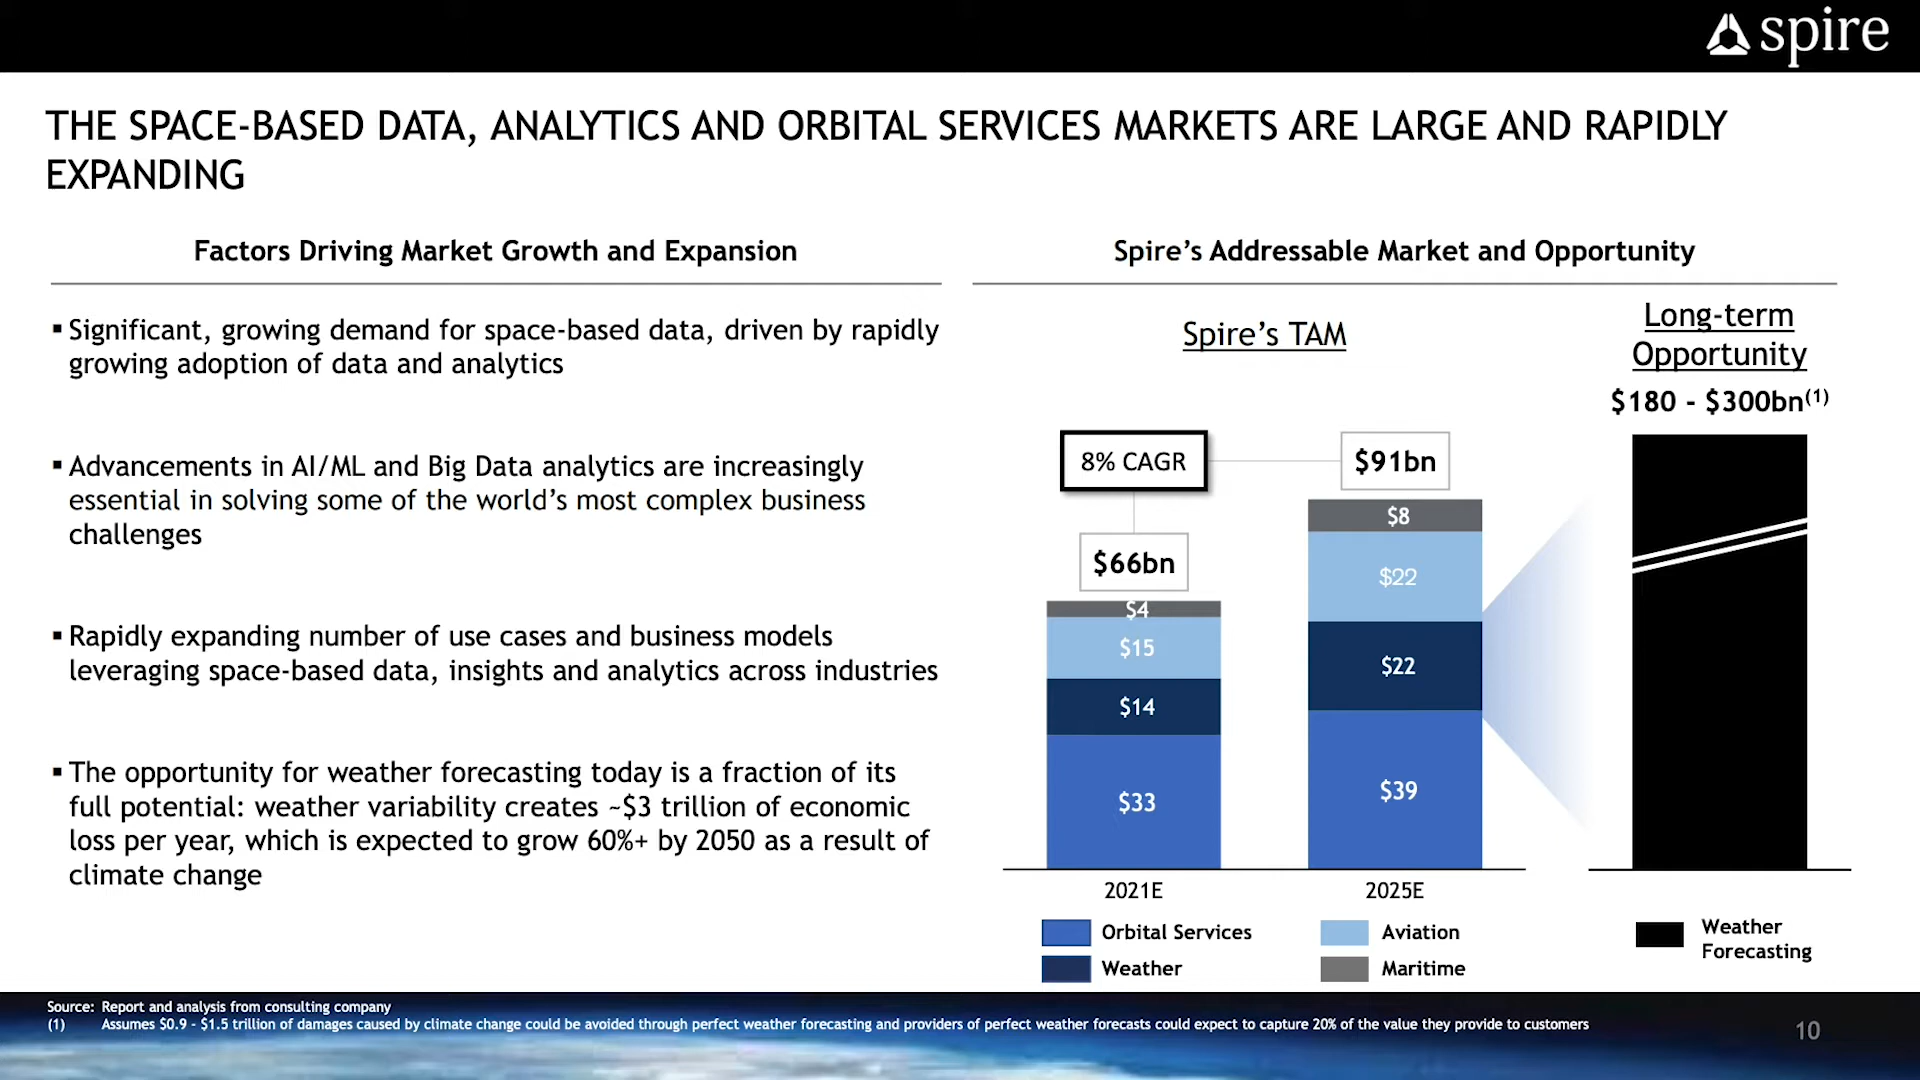 spire
THE SPACE-BASED DATA, ANALYTICS AND ORBITAL SERVICES MARKETS ARE LARGE AND RAPIDLY
EXPANDING
Factors Driving Market Growth and Expansion
▪ Significant, growing demand for space-based data, driven by rapidly
growing adoption of data and analytics
▪ Advancements in AI/ML and Big Data analytics are increasingly
essential in solving some of the world’s most complex business
challenges
▪ Rapidly expanding number of use cases and business models
leveraging space-based data, insights and analytics across industries
▪ The opportunity for weather forecasting today is a fraction of its
full potential: weather variability creates ~$3 trillion of economic
loss per year, which is expected to grow 60%+ by 2050 as a result of
climate change
Spire’s Addressable Market and Opportunity
Spire’s TAM
8% CAGR
$66bn
$4
$15
$14
$33
2021E
$91bn
$8
$22
$22
$39
2025E
Orbital Services
Aviation
Weather
Maritime
Long-term
Opportunity
$180 - $300bn(1)
Weather
Forecasting
Source: Report and analysis from consulting company
(1) Assumes $0.9 - $1.5 trillion of damages caused by climate change could be avoided through perfect weather forecasting and providers of perfect weather forecasts could expect to capture 20% of the value they provide to customers
10